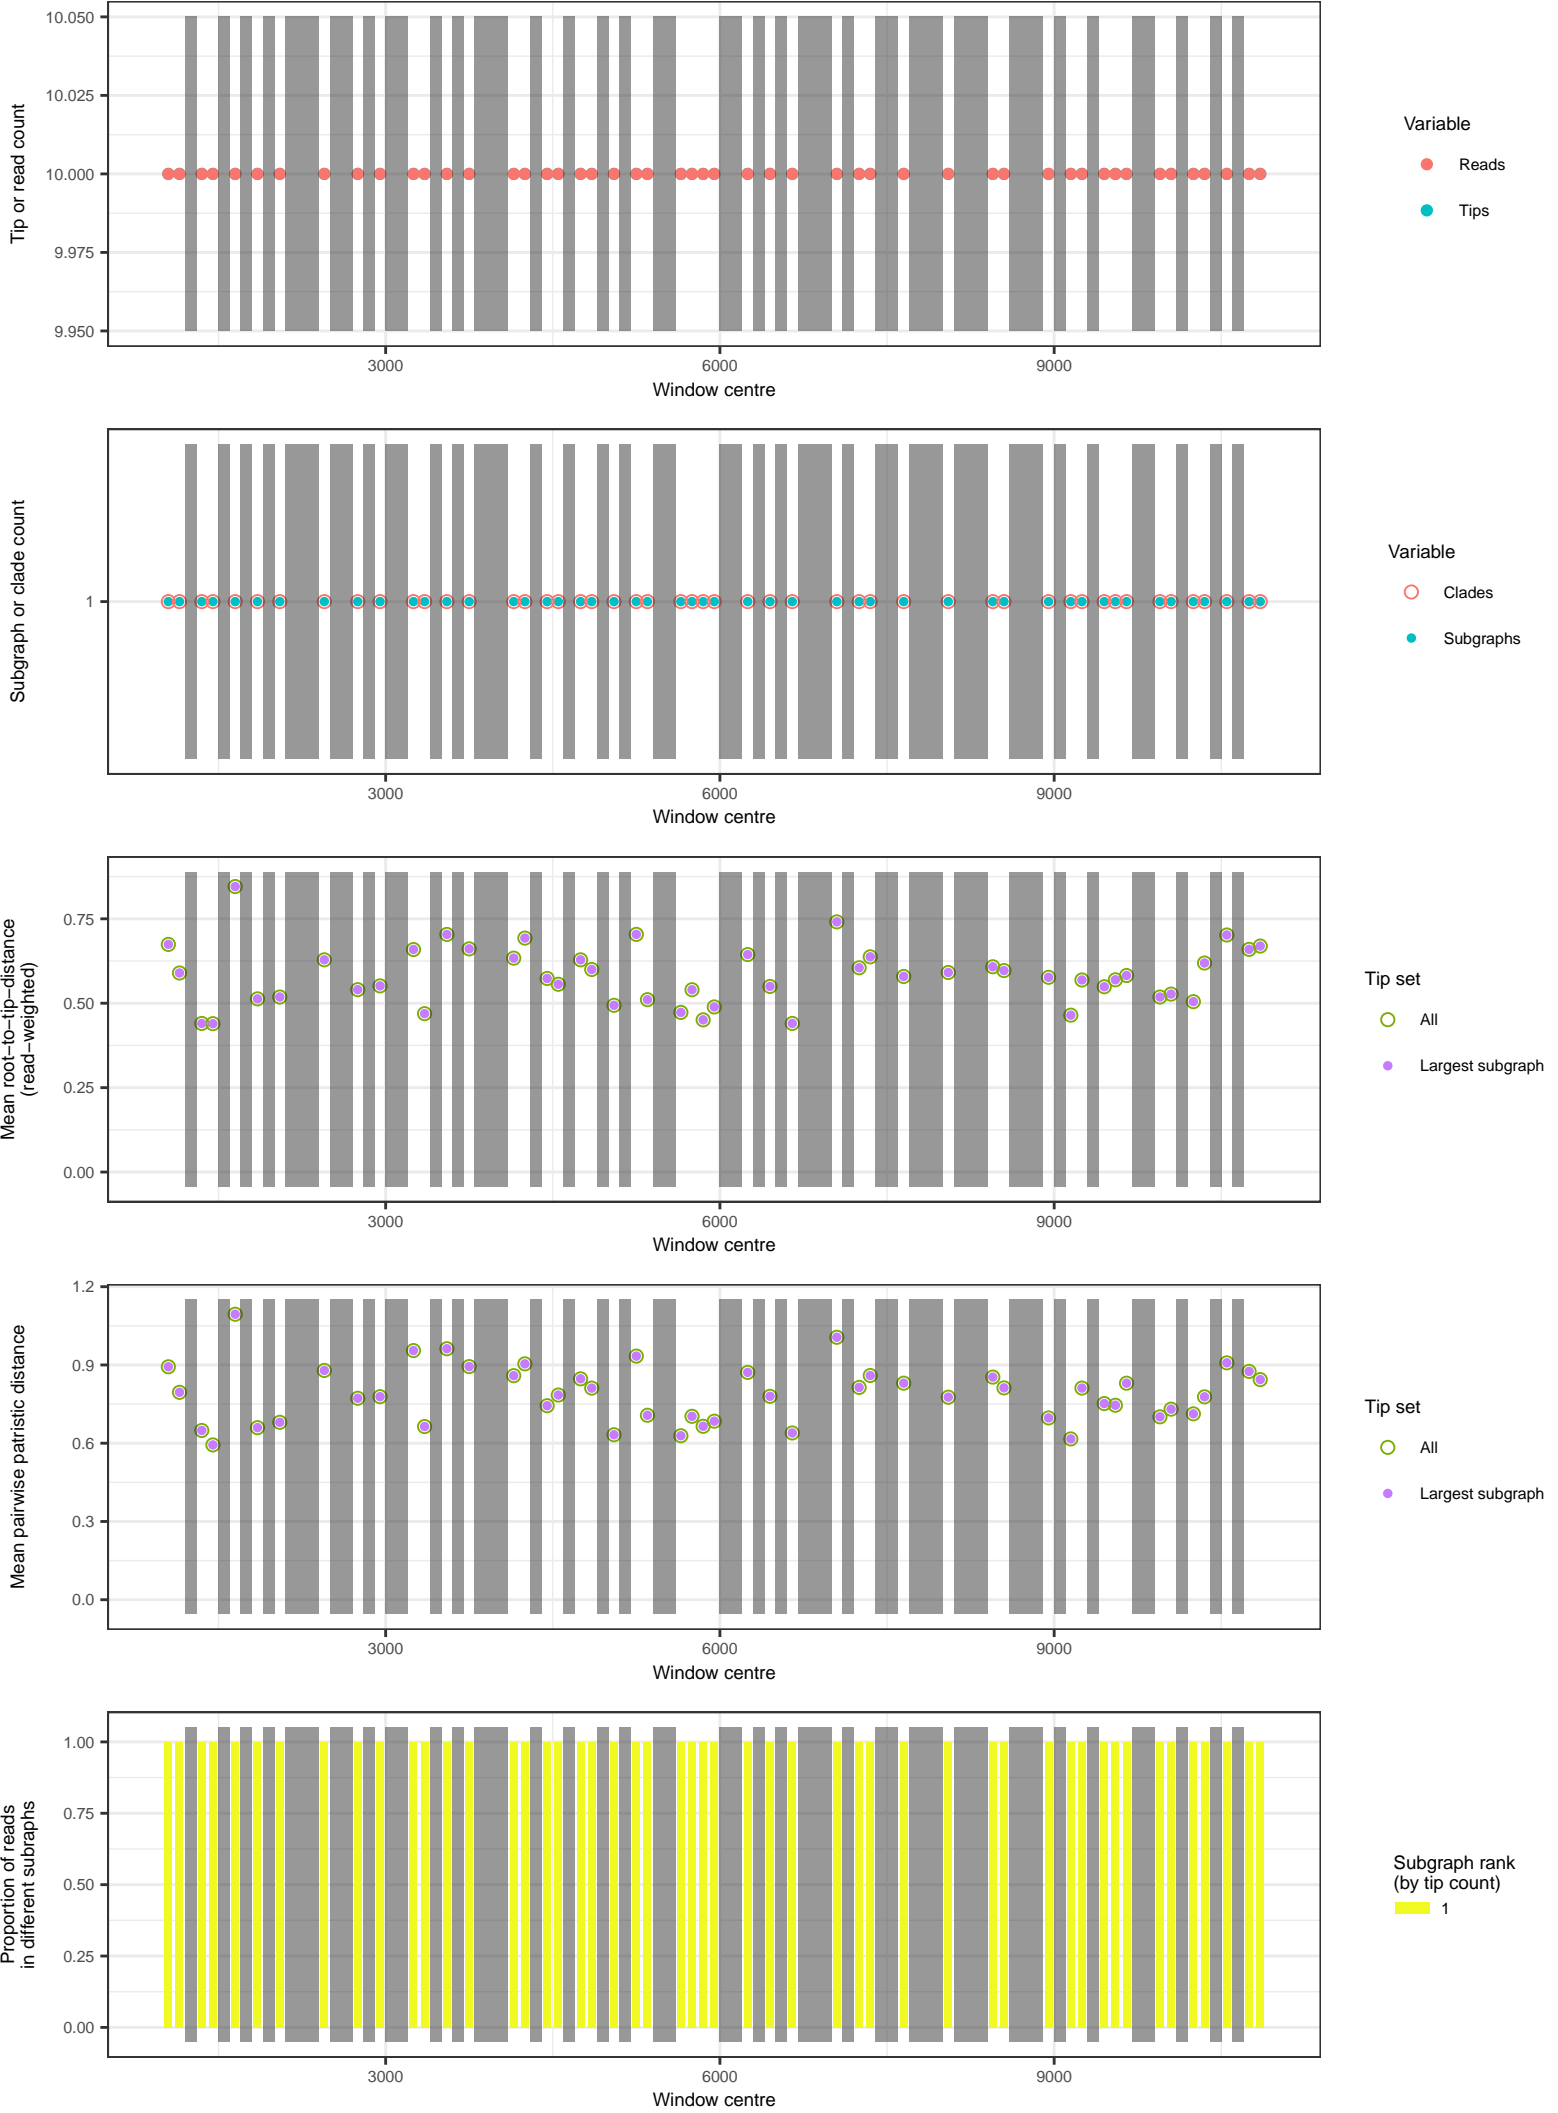 10.050
10.025
10.000
9.975
9.950
Tip or read count
3000
6000
9000
Window centre
Variable
Reads
Tips
1
Subgraph or clade count
3000
6000
9000
Window centre
Variable
Clades
Subgraphs
0.75
0.50
0.25
0.00
Mean root−to−tip−distance
(read−weighted)
3000
6000
9000
Window centre
Tip set
All
Largest subgraph
1.2
0.9
0.6
0.3
0.0
Mean pairwise patristic distance
3000
6000
9000
Window centre
Tip set
All
Largest subgraph
1.00
0.75
0.50
0.25
0.00
Proportion of reads
in different subraphs
3000
6000
9000
Window centre
Subgraph rank
(by tip count)
1